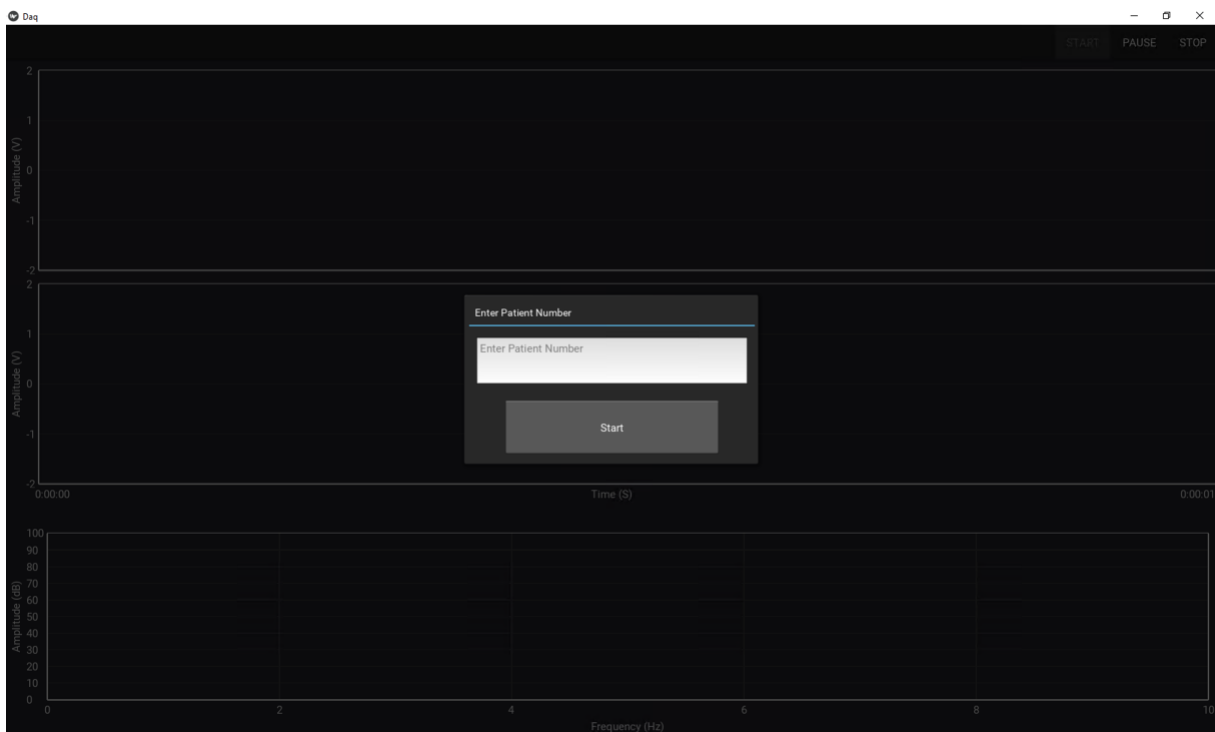 Daq
START PAUSE STOP
2
1
0
-1
-2
Amplitude (V)
2
1
0
-1
-2
Amplitude (V)
0:00:00 Time (S) 0:00:01
Enter Patient Number
Enter Patient Number
Start
100
90
80
70
60
50
40
30
20
10
0
Amplitude (dB)
0 2 4 6 8 10
Frequency (Hz)